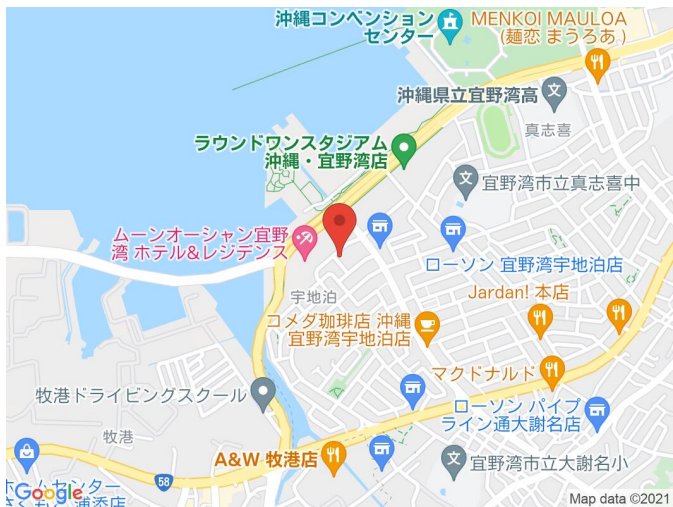 沖縄コンベンション
センター
MENKOI MAULOA
(麺恋 まうろあ )
沖縄県立宜野湾高
真志喜
ラウンドワンスタジアム
沖縄・宜野湾店
宜野湾市立真志喜中
ムーンオーシャン宜野
湾 ホテル&レジデンス
ローソン 宜野湾宇地泊店
宇地泊
Jardan! 本店
コメダ珈琲店 沖縄
宜野湾宇地泊店
マクドナルド
牧港ドライビングスクール
ローソン パイプ
ライン通大謝名店
牧港
A&W 牧港店
宜野湾市立大謝名小
58
ホームセンター
Google
Map data ©2021